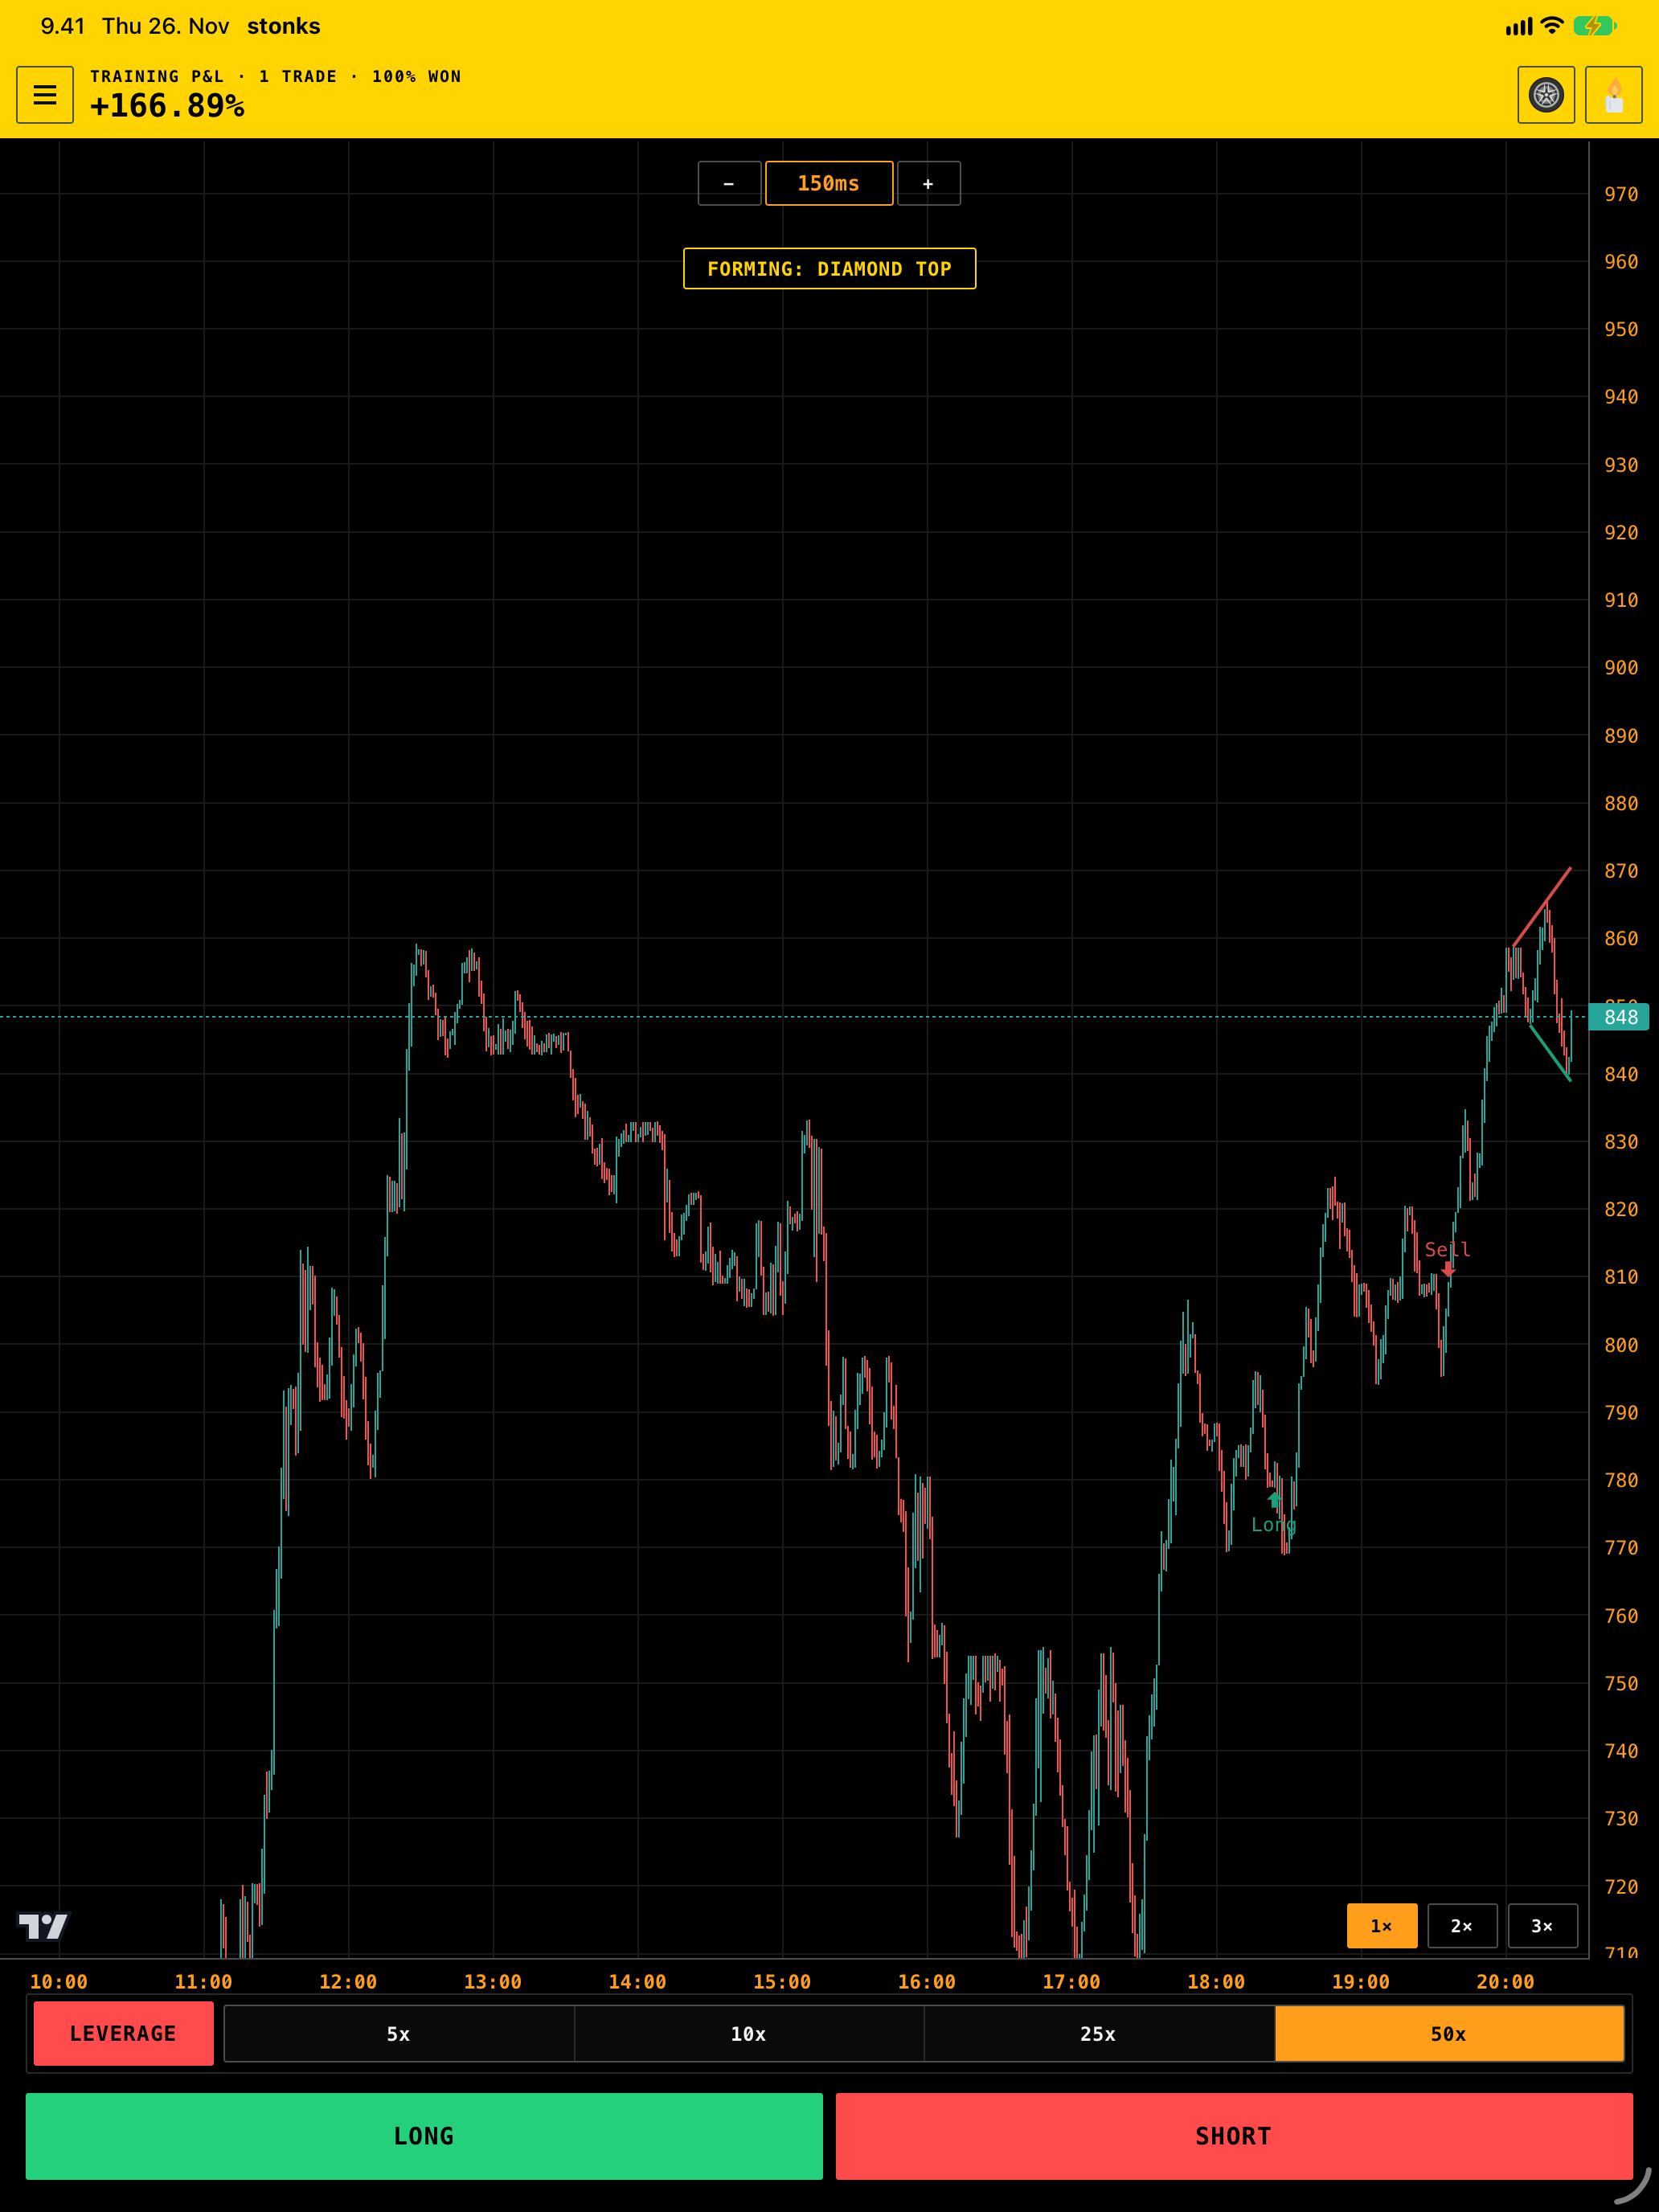 9.41 Thu 26. Nov stonks
TRAINING P&L · 1 TRADE · 100% WON
+166.89%
− 150ms +
FORMING: DIAMOND TOP
970
960
950
940
930
920
910
900
890
880
870
860
850
848
840
830
820
Sell
810
800
790
780
Long
770
760
750
740
730
720
1× 2× 3×
710
10:00 11:00 12:00 13:00 14:00 15:00 16:00 17:00 18:00 19:00 20:00
LEVERAGE 5x 10x 25x 50x
LONG SHORT